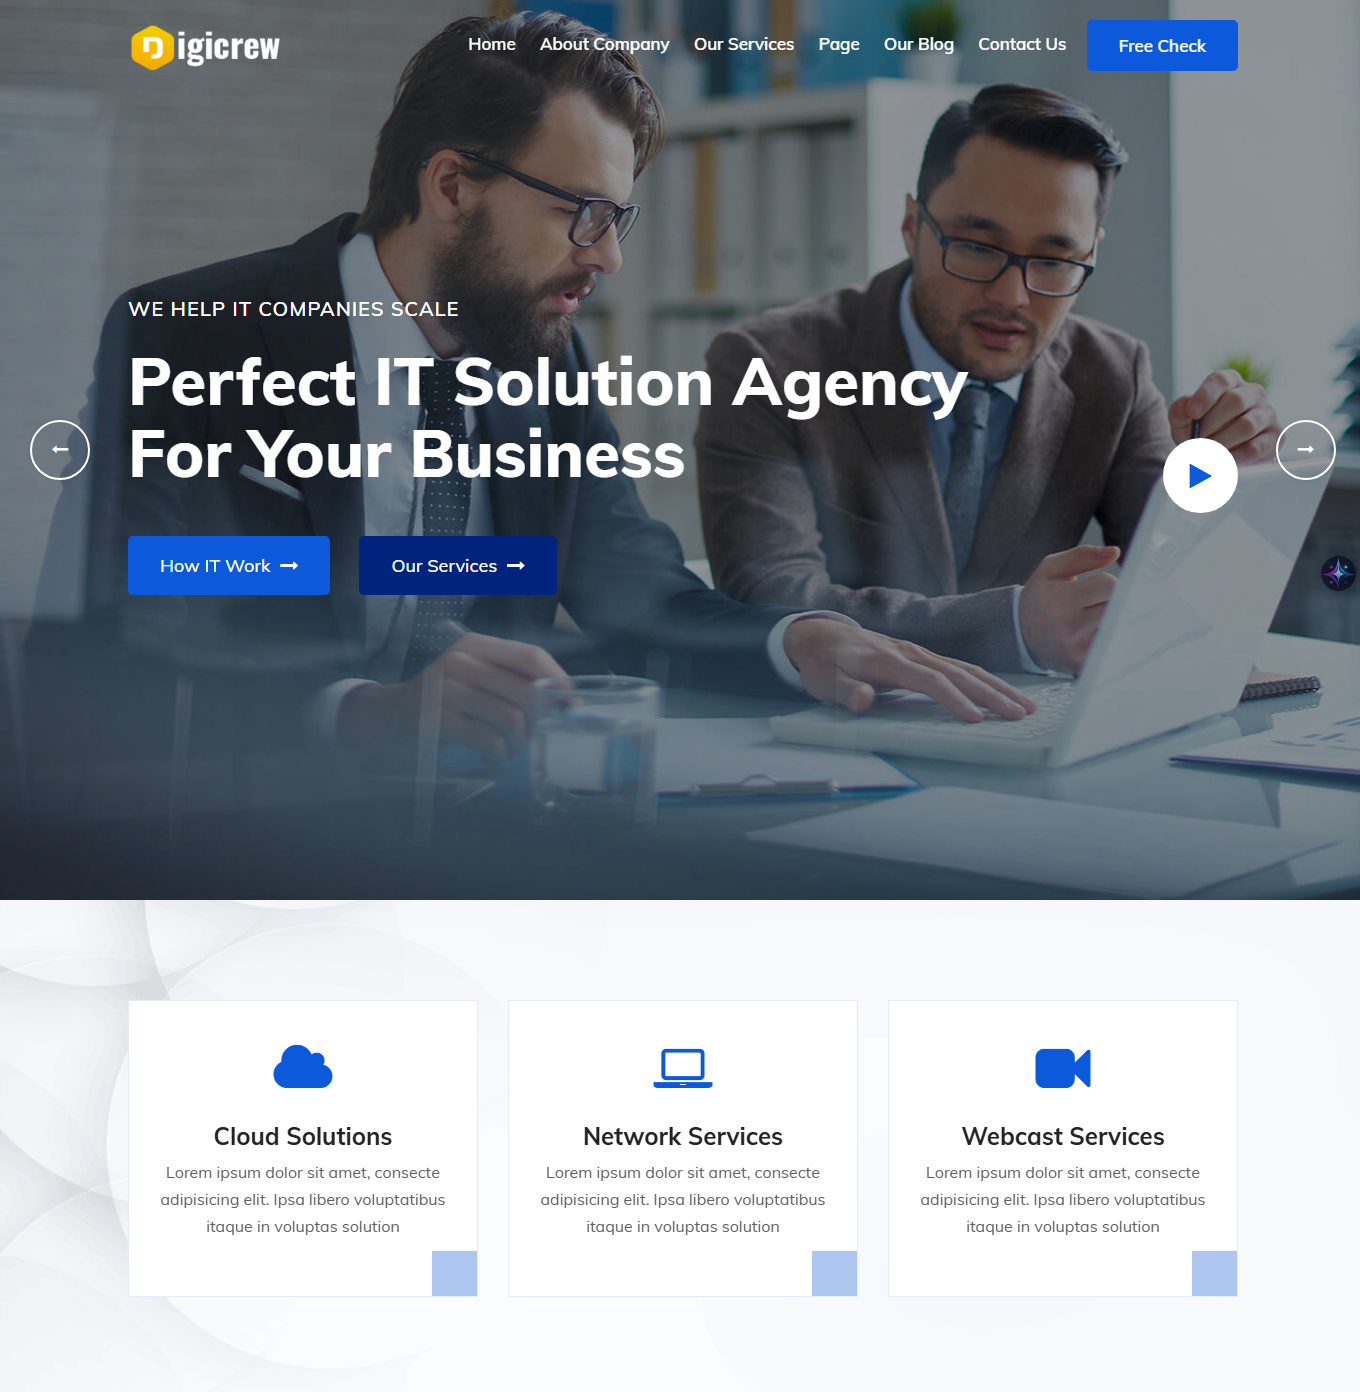 Digicrew
Home About Company Our Services Page Our Blog Contact Us Free Check
WE HELP IT COMPANIES SCALE
Perfect IT Solution Agency
For Your Business
How IT Work
Our Services
Cloud Solutions
Lorem ipsum dolor sit amet, consecte
adipisicing elit. Ipsa libero voluptatibus
itaque in voluptas solution
Network Services
Lorem ipsum dolor sit amet, consecte
adipisicing elit. Ipsa libero voluptatibus
itaque in voluptas solution
Webcast Services
Lorem ipsum dolor sit amet, consecte
adipisicing elit. Ipsa libero voluptatibus
itaque in voluptas solution